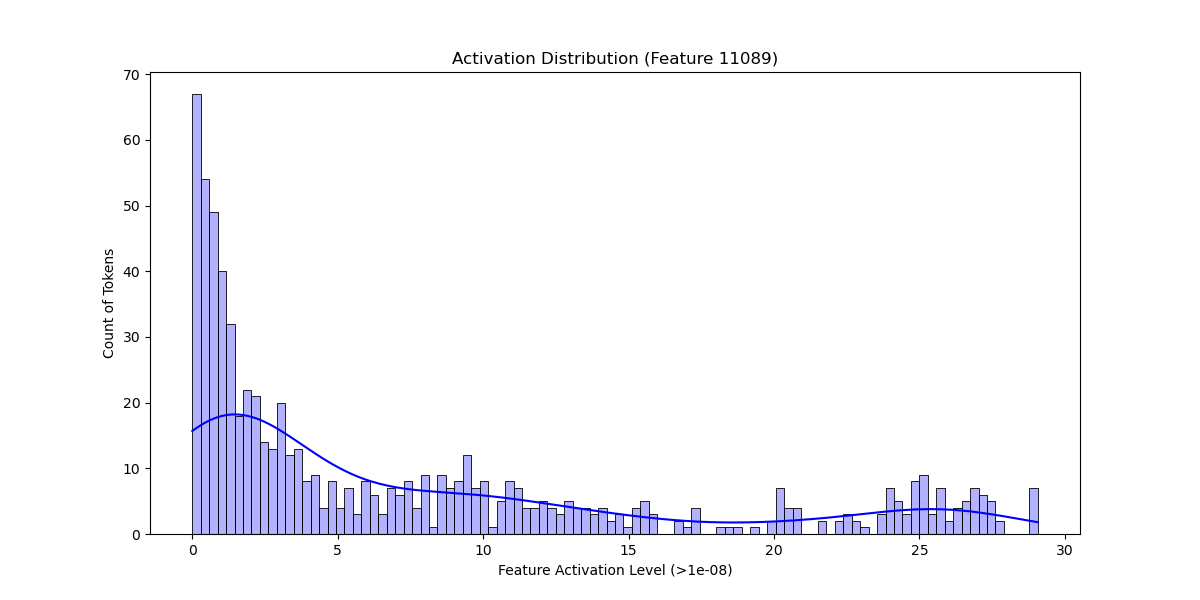 Activation Distribution (Feature 11089)
70
60
50
40
30
20
10
0
Count of Tokens
0 5 10 15 20 25 30
Feature Activation Level (>1e-08)